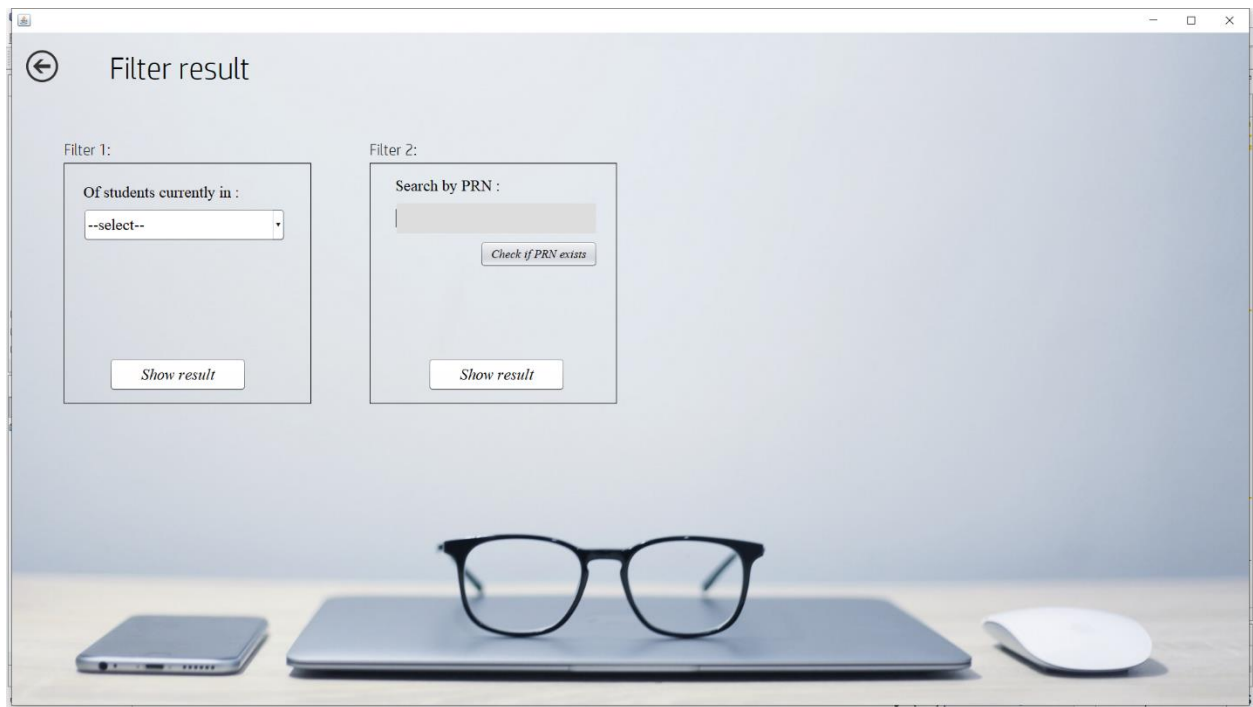 Filter result
Filter 1:
Of students currently in :
--select--
Show result
Filter 2:
Search by PRN :
Check if PRN exists
Show result